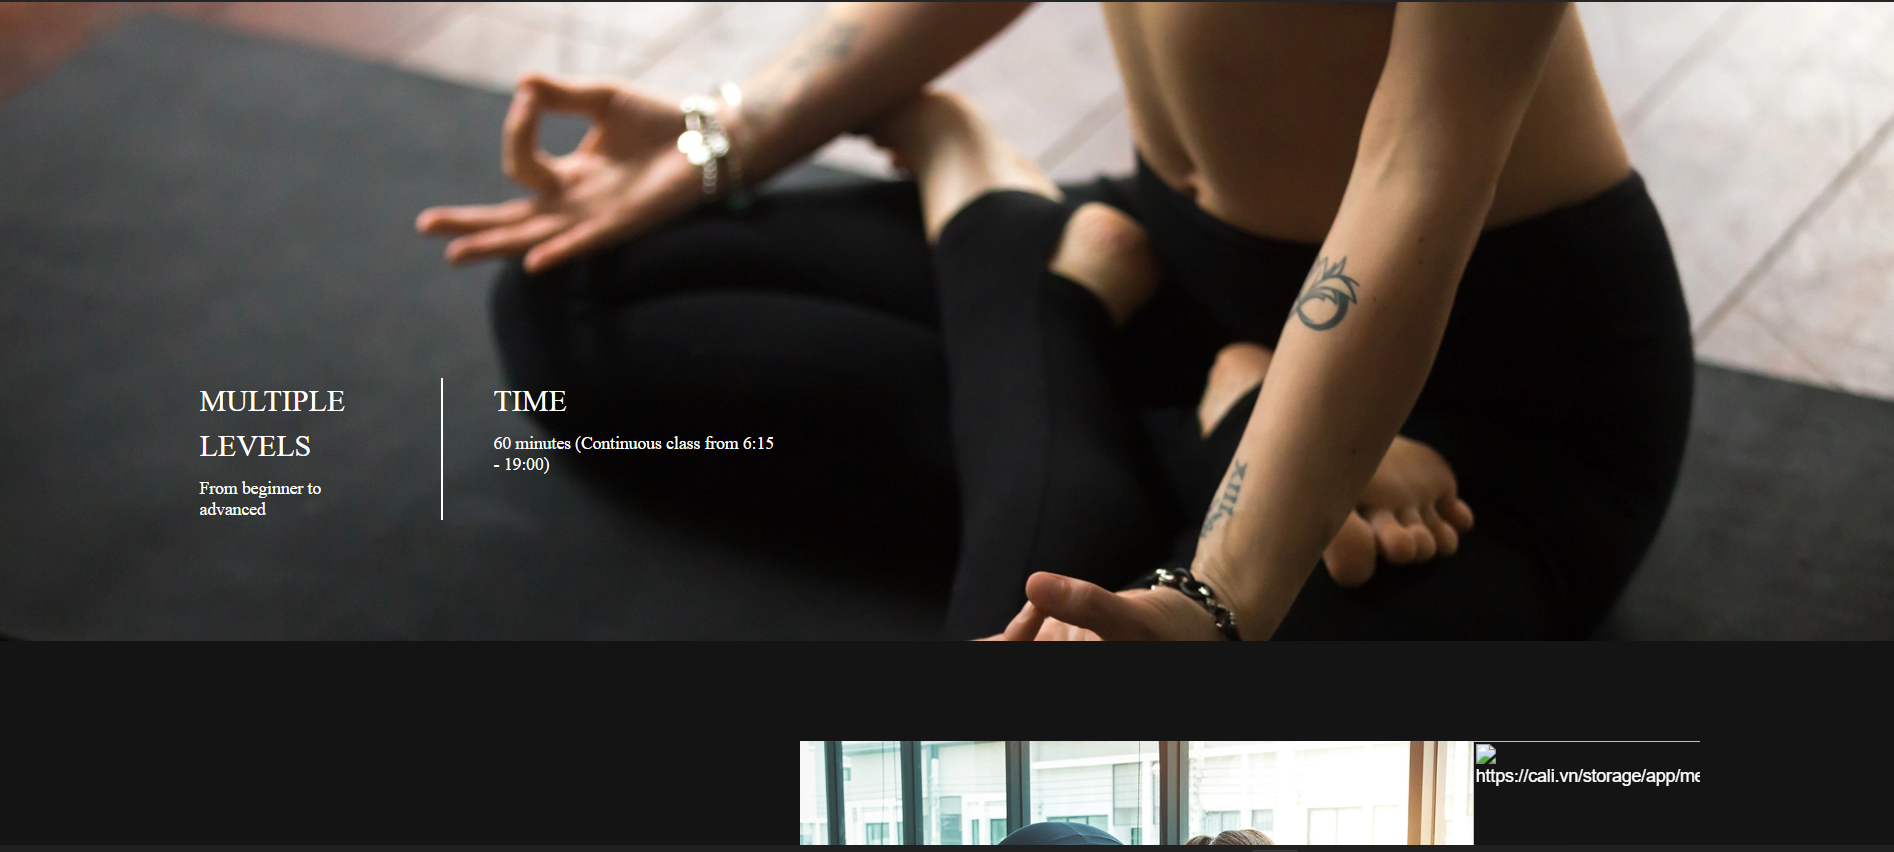 MULTIPLE
LEVELS
From beginner to
advanced
TIME
60 minutes (Continuous class from 6:15
- 19:00)
https://cali.vn/storage/app/me